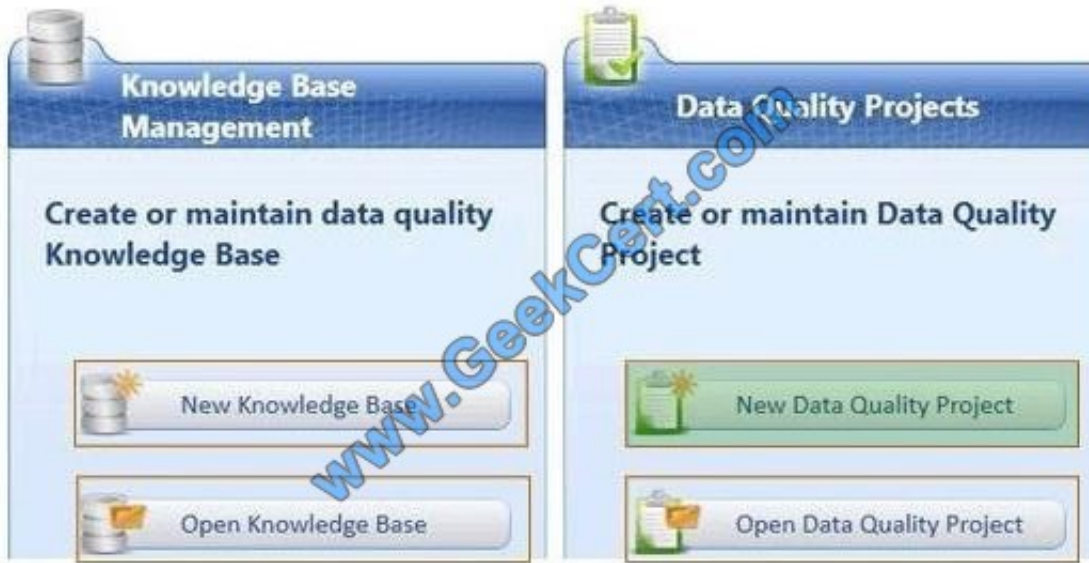 Knowledge Base
Management
Create or maintain data quality
Knowledge Base
New Knowledge Base
Open Knowledge Base
Data Quality Projects
Create or maintain Data Quality
Project
New Data Quality Project
Open Data Quality Project
www.GeekCert.com